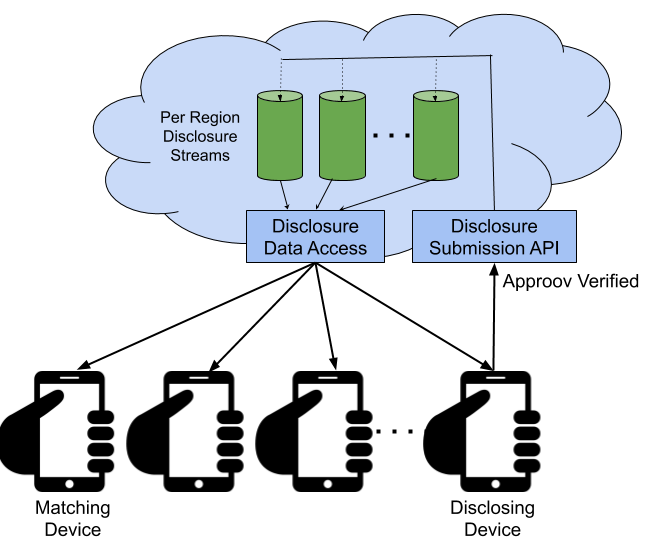 Per Region
Disclosure
Streams
Disclosure
Data Access
Disclosure
Submission API
Approov Verified
Matching
Device
Disclosing
Device